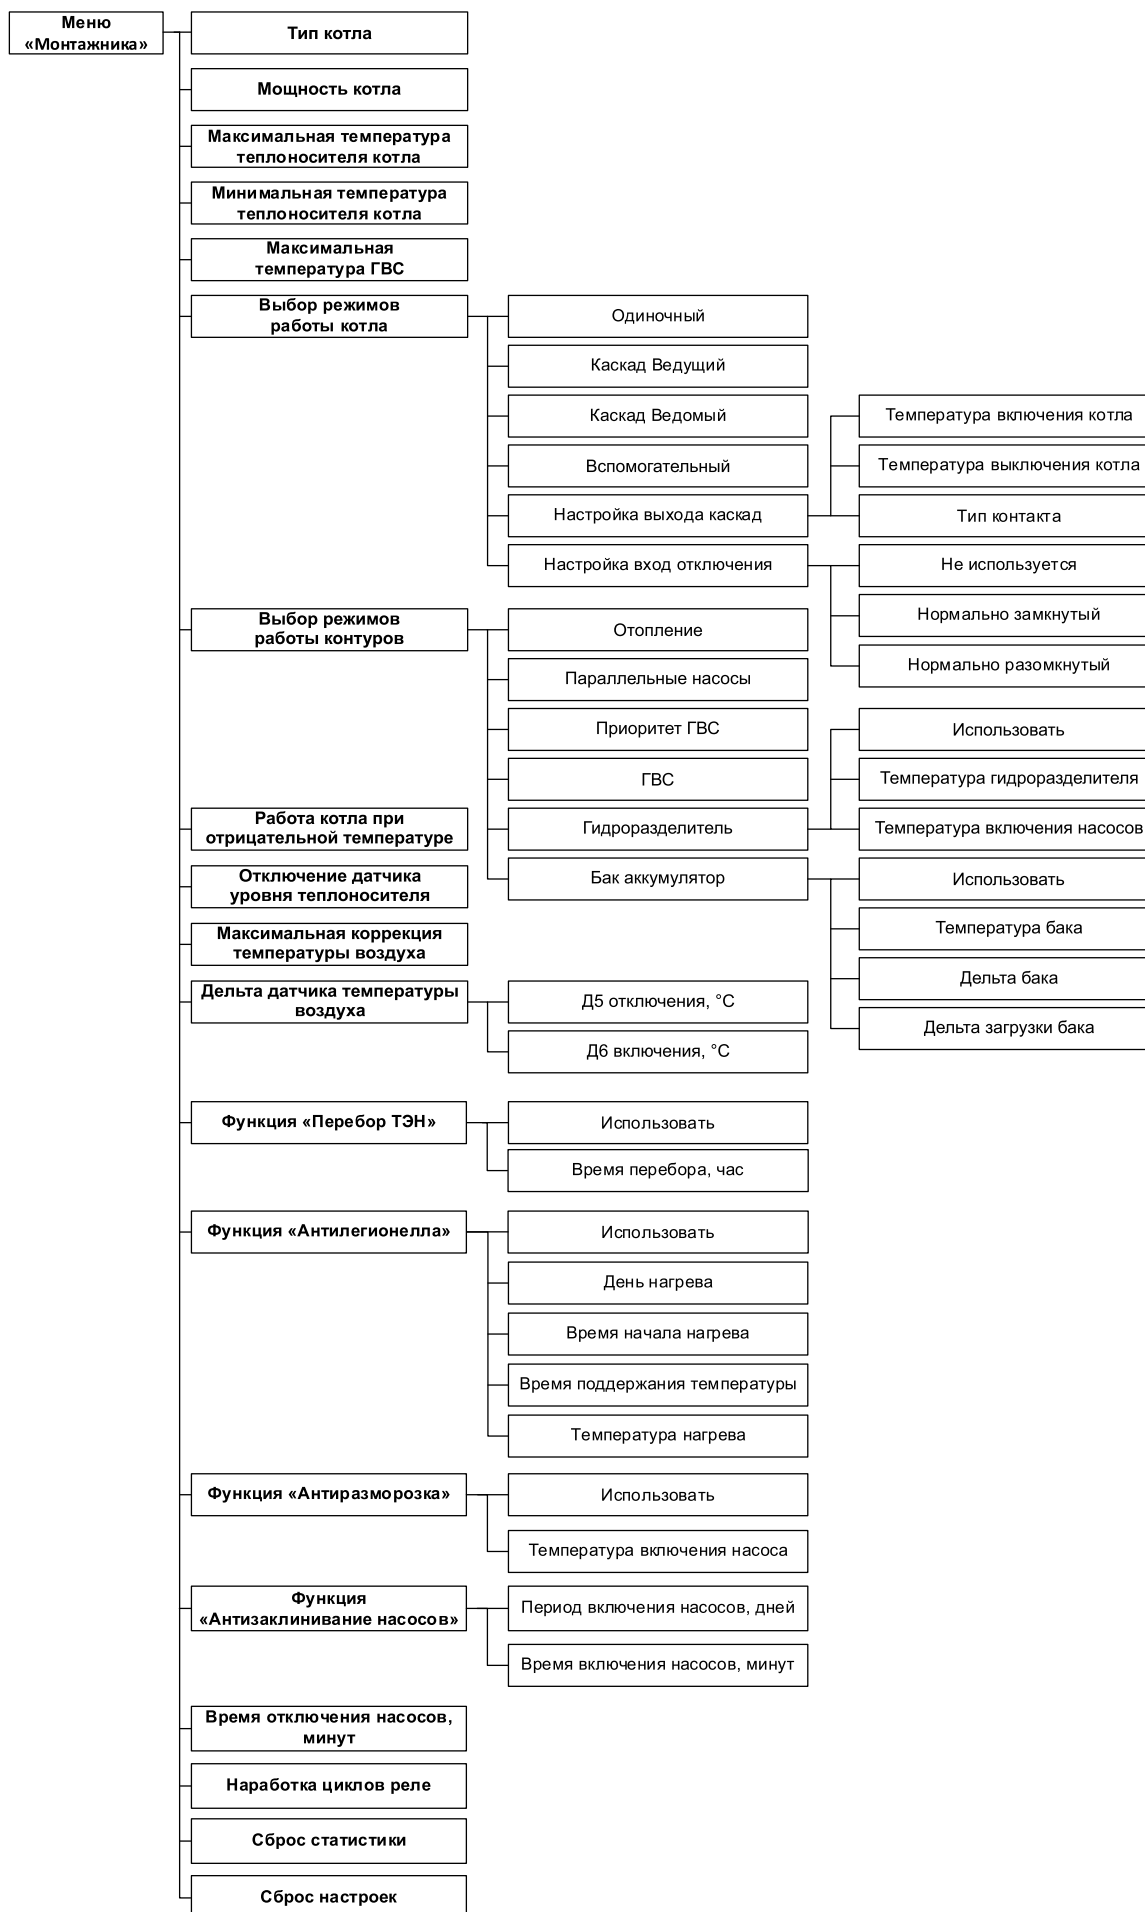 Меню
«Монтажника»
Тип котла
Мощность котла
Максимальная температура
теплоносителя котла
Минимальная температура
теплоносителя котла
Максимальная
температура ГВС
Выбор режимов
работы котла
Одиночный
Каскад Ведущий
Каскад Ведомый
Вспомогательный
Настройка выхода каскад
Температура включения котла
Температура выключения котла
Тип контакта
Настройка вход отключения
Не используется
Нормально замкнутый
Нормально разомкнутый
Выбор режимов
работы контуров
Отопление
Параллельные насосы
Приоритет ГВС
ГВС
Гидроразделитель
Использовать
Температура гидроразделителя
Температура включения насосов
Бак аккумулятор
Использовать
Температура бака
Дельта бака
Дельта загрузки бака
Работа котла при
отрицательной температуре
Отключение датчика
уровня теплоносителя
Максимальная коррекция
температуры воздуха
Дельта датчика температуры
воздуха
Д5 отключения, °С
Д6 включения, °С
Функция «Перебор ТЭН»
Использовать
Время перебора, час
Функция «Антилегионелла»
Использовать
День нагрева
Время начала нагрева
Время поддержания температуры
Температура нагрева
Функция «Антиразморозка»
Использовать
Температура включения насоса
Функция
«Антизаклинивание насосов»
Период включения насосов, дней
Время включения насосов, минут
Время отключения насосов,
минут
Наработка циклов реле
Сброс статистики
Сброс настроек